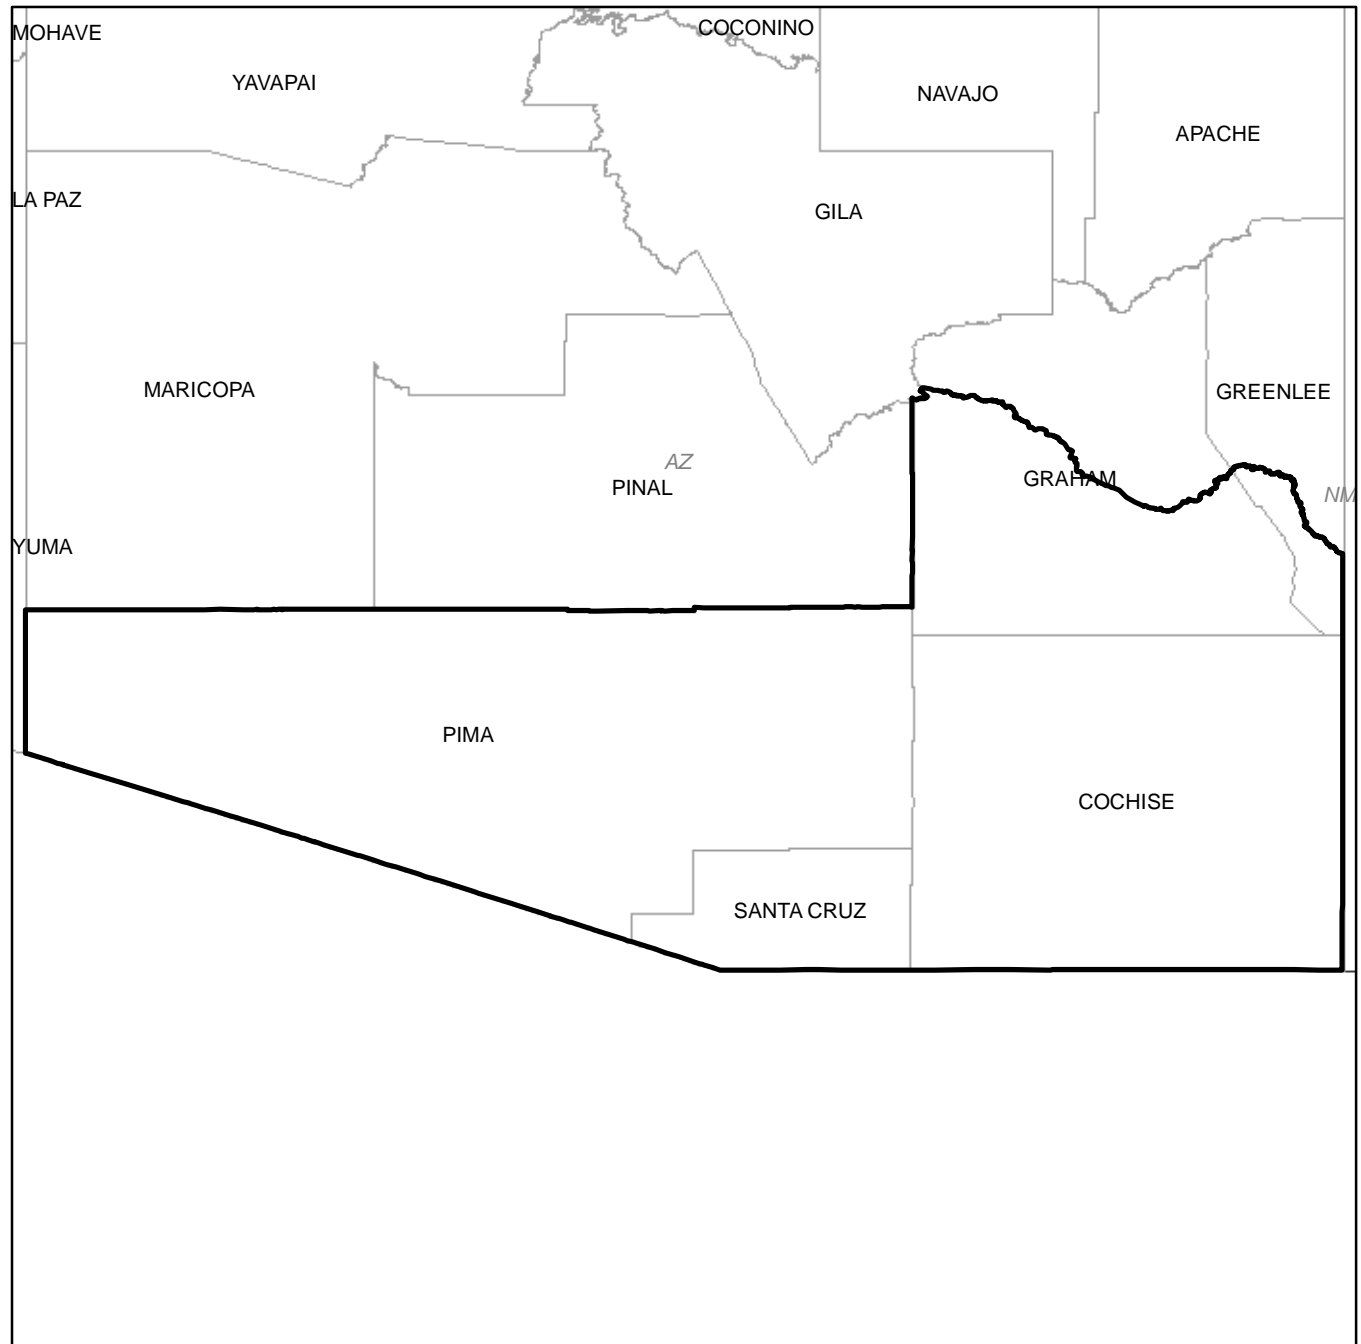 MOHAVE
COCONINO
YAVAPAI
NAVAJO
APACHE
LA PAZ
GILA
MARICOPA
GREENLEE
AZ
PINAL
GRAHAM
NM
YUMA
PIMA
COCHISE
SANTA CRUZ